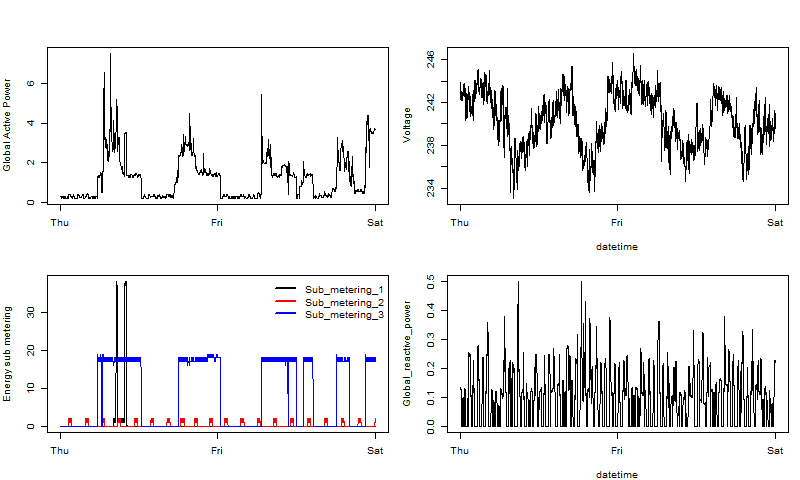 Global Active Power
0 2 4 6
Thu Fri Sat
Voltage
234 238 242 246
Thu Fri Sat
datetime
Energy sub metering
0 10 20 30
Sub_metering_1
Sub_metering_2
Sub_metering_3
Thu Fri Sat
Global_reactive_power
0.0 0.1 0.2 0.3 0.4 0.5
Thu Fri Sat
datetime